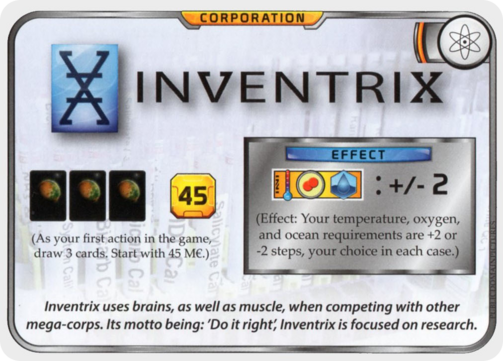 CORPORATION
INVENTRIX
45
(As your first action in the game,
draw 3 cards. Start with 45 M€.)
EFFECT
: +/- 2
(Effect: Your temperature, oxygen,
and ocean requirements are +2 or
-2 steps, your choice in each case.)
Inventrix uses brains, as well as muscle, when competing with other
mega-corps. Its motto being: ‘Do it right’, Inventrix is focused on research.